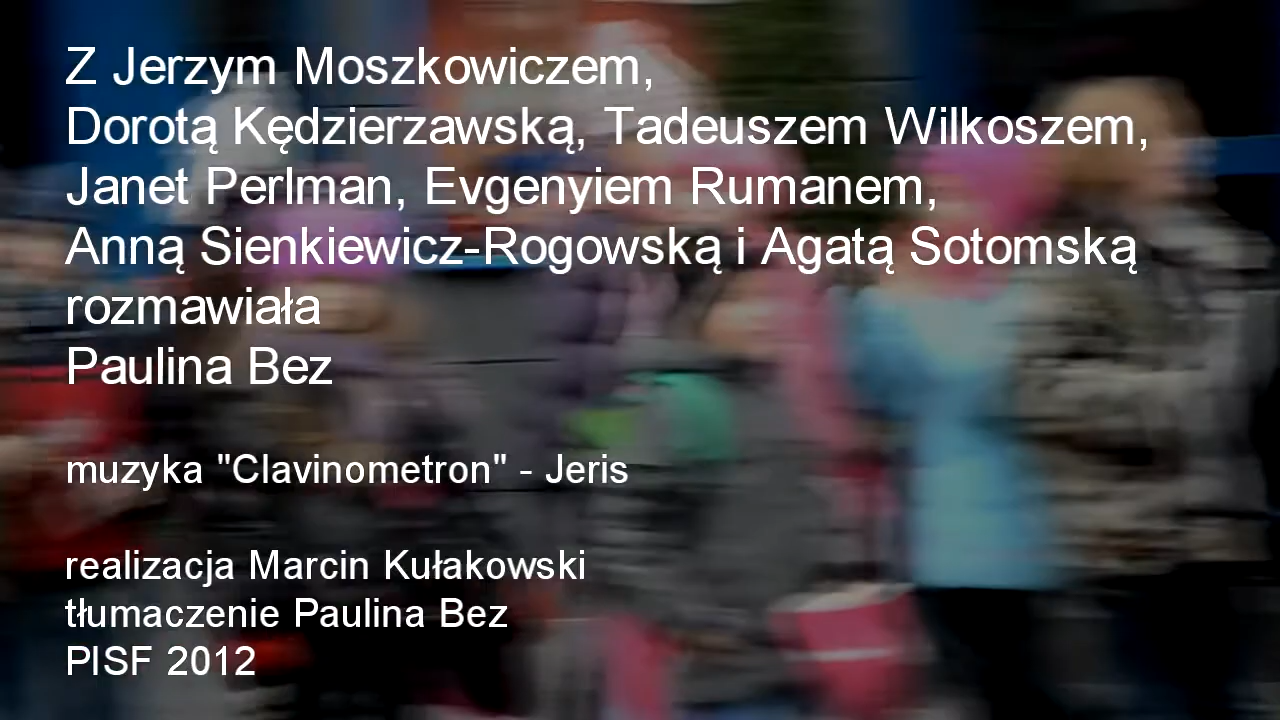 Z Jerzym Moszkowiczem,
Dorotą Kędzierzawską, Tadeuszem Wilkoszem,
Janet Perlman, Evgenyiem Rumanem,
Anną Sienkiewicz-Rogowską i Agatą Sotomską
rozmawiała
Paulina Bez
muzyka "Clavinometron" - Jeris
realizacja Marcin Kułakowski
tłumaczenie Paulina Bez
PISF 2012